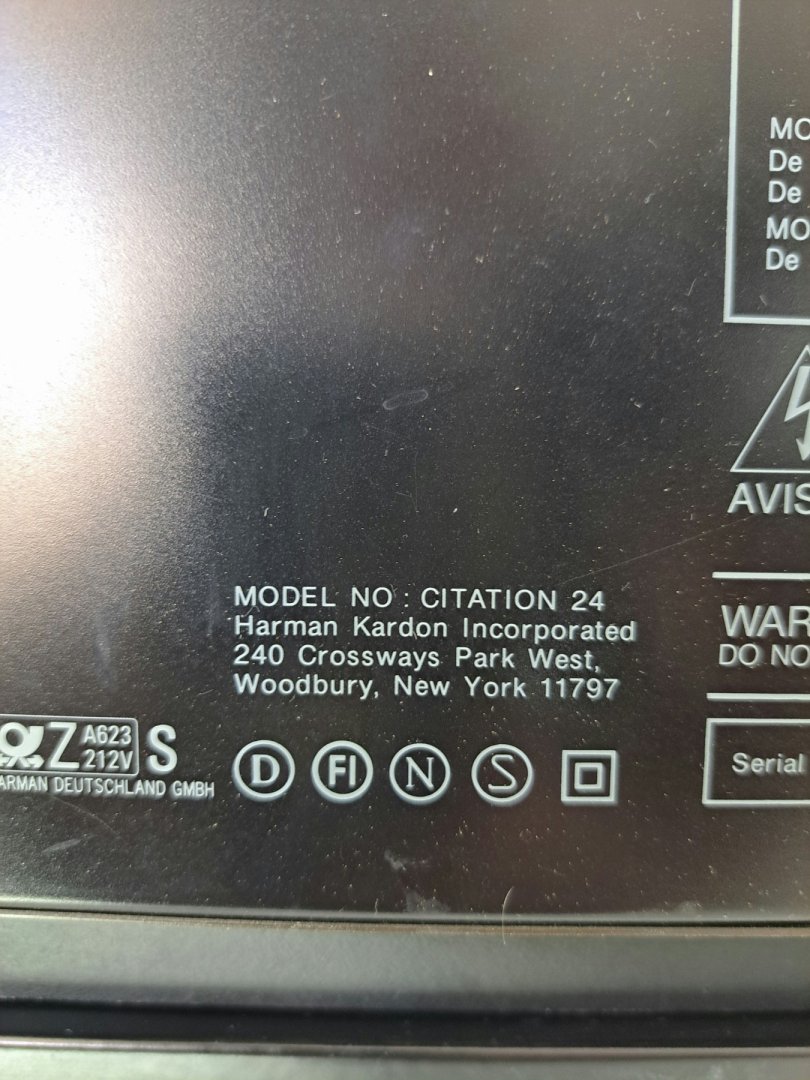 MO
De
De
MO
De
AVIS
MODEL NO : CITATION 24
Harman Kardon Incorporated
240 Crossways Park West,
Woodbury, New York 11797
WAR
DO NO
Z A623 S
212V
ARMAN DEUTSCHLAND GMBH
D FI N S
Serial